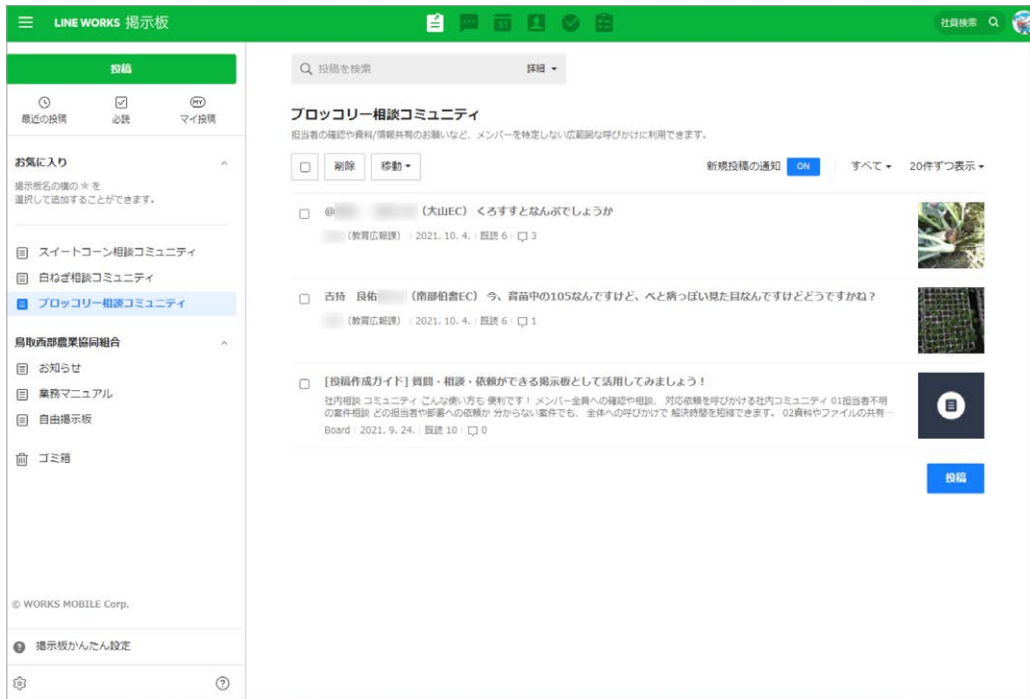 LINE WORKS 掲示板
31
社員検索
投稿
最近の投稿
必読
MY
マイ投稿
お気に入り
掲示板名の横の ★ を
選択して追加することができます。
スイートコーン相談コミュニティ
白ねぎ相談コミュニティ
ブロッコリー相談コミュニティ
鳥取西部農業協同組合
お知らせ
業務マニュアル
自由掲示板
ゴミ箱
© WORKS MOBILE Corp.
掲示板かんたん設定
投稿を検索
詳細
ブロッコリー相談コミュニティ
担当者の確認や資料/情報共有のお願いなど、メンバーを特定しない広範囲な呼びかけに利用できます。
削除
移動
新規投稿の通知 ON
すべて
20件ずつ表示
@ (大山EC) くろすすとなんぶでしょうか
(教育広報課) 2021. 10. 4. 既読 6 3
古持 良佑 (南部伯耆EC) 今、育苗中の105なんですけど、べと病っぽい見た目なんですけどどうですかね？
(教育広報課) 2021. 10. 4. 既読 6 1
[投稿作成ガイド] 質問・相談・依頼ができる掲示板として活用してみましょう！
社内相談 コミュニティ こんな使い方も 便利です！ メンバー全員への確認や相談、 対応依頼を呼びかける社内コミュニティ 01担当者不明
の案件相談 どの担当者や部署への依頼か 分からない案件でも、 全体への呼びかけで 解決時間を短縮できます。 02資料やファイルの共有…
Board 2021. 9. 24. 既読 10 0
投稿